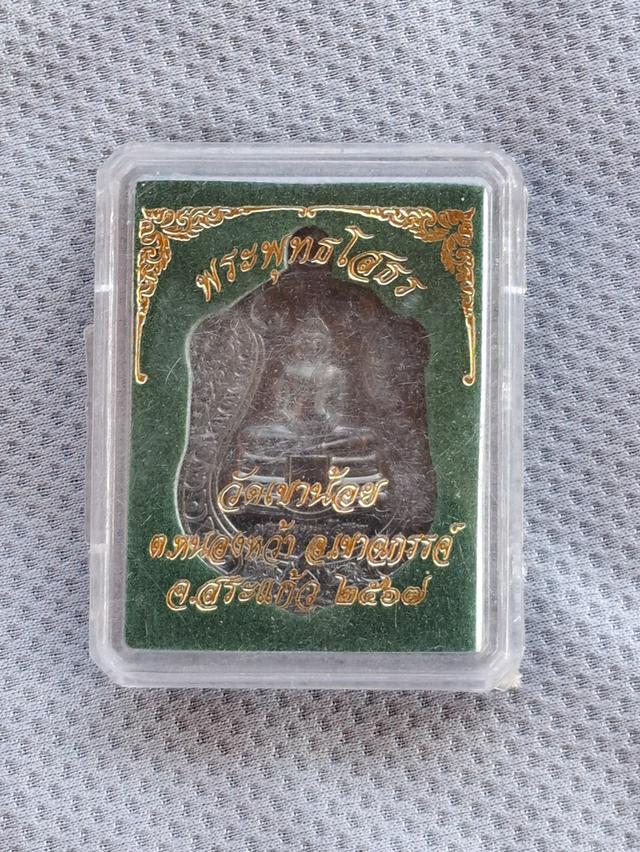 พระพุทธโสธร
วัดเขาน้อย
ต.หนองหว้า อ.เขาฉกรรจ์
จ.สระแก้ว ๒๕๖๗